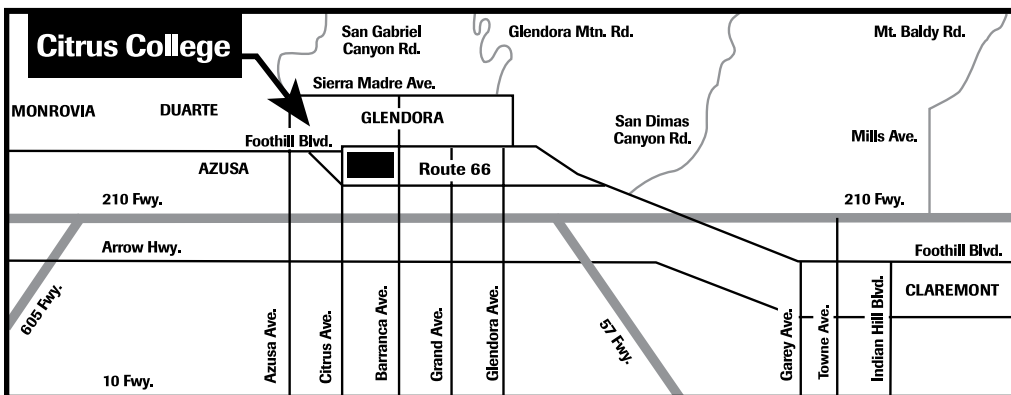 Citrus College
San Gabriel
Canyon Rd.
Glendora Mtn. Rd.
Mt. Baldy Rd.
Sierra Madre Ave.
MONROVIA
DUARTE
GLENDORA
San Dimas
Canyon Rd.
Mills Ave.
Foothill Blvd.
AZUSA
Route 66
210 Fwy.
210 Fwy.
Arrow Hwy.
Foothill Blvd.
605 Fwy.
Azusa Ave.
Citrus Ave.
Barranca Ave.
Grand Ave.
Glendora Ave.
57 Fwy.
Garey Ave.
Towne Ave.
Indian Hill Blvd.
CLAREMONT
10 Fwy.